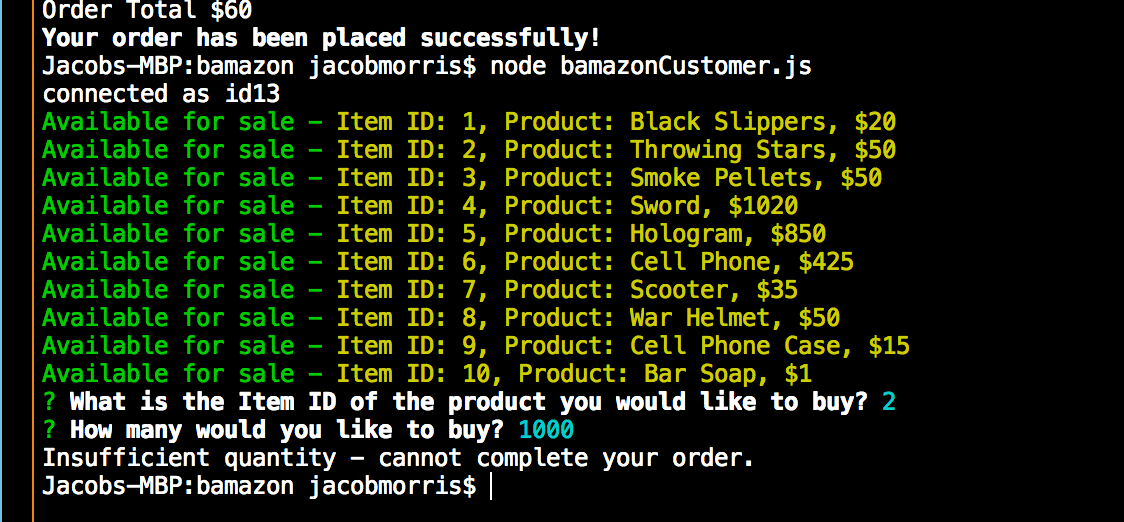 Order Total $60
Your order has been placed successfully!
Jacobs-MBP:bamazon jacobmorris$ node bamazonCustomer.js
connected as id13
Available for sale - Item ID: 1, Product: Black Slippers, $20
Available for sale - Item ID: 2, Product: Throwing Stars, $50
Available for sale - Item ID: 3, Product: Smoke Pellets, $50
Available for sale - Item ID: 4, Product: Sword, $1020
Available for sale - Item ID: 5, Product: Hologram, $850
Available for sale - Item ID: 6, Product: Cell Phone, $425
Available for sale - Item ID: 7, Product: Scooter, $35
Available for sale - Item ID: 8, Product: War Helmet, $50
Available for sale - Item ID: 9, Product: Cell Phone Case, $15
Available for sale - Item ID: 10, Product: Bar Soap, $1
? What is the Item ID of the product you would like to buy? 2
? How many would you like to buy? 1000
Insufficient quantity - cannot complete your order.
Jacobs-MBP:bamazon jacobmorris$